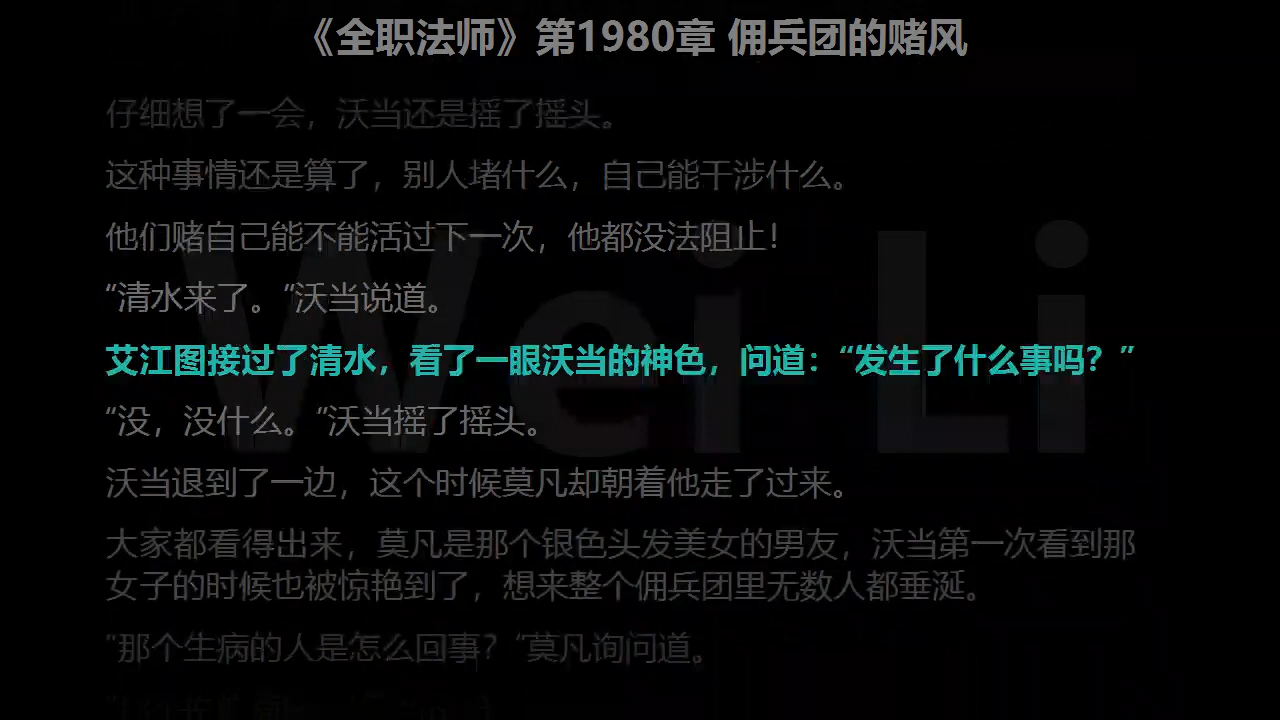 《全职法师》第1980章 佣兵团的赌风
仔细想了一会，沃当还是摇了摇头。
这种事情还是算了，别人堵什么，自己能干涉什么。
他们赌自己能不能活过下一次，他都没法阻止！
“清水来了。”沃当说道。
艾江图接过了清水，看了一眼沃当的神色，问道：“发生了什么事吗？”
“没，没什么。”沃当摇了摇头。
沃当退到了一边，这个时候莫凡却朝着他走了过来。
大家都看得出来，莫凡是那个银色头发美女的男友，沃当第一次看到那
女子的时候也被惊艳到了，想来整个佣兵团里无数人都垂涎。
“那个生病的人是怎么回事？”莫凡询问道。
Wei Li